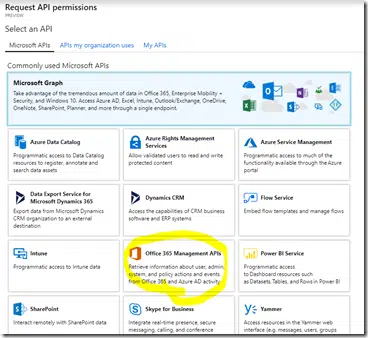 Request API permissions
PREVIEW
Select an API
Microsoft APIs APIs my organization uses My APIs
Commonly used Microsoft APIs
Microsoft Graph
Take advantage of the tremendous amount of data in Office 365, Enterprise Mobility +
Security, and Windows 10. Access Azure AD, Excel, Intune, Outlook/Exchange, OneDrive,
OneNote, SharePoint, Planner, and more through a single endpoint.
Azure Data Catalog
Programmatic access to Data Catalog
resources to register, annotate and
search data assets
Azure Rights Management
Services
Allow validated users to read and write
protected content
Azure Service Management
Programmatic access to much of the
functionality available through the Azure
portal
Data Export Service for
Microsoft Dynamics 365
Export data from Microsoft Dynamics
CRM organization to an external
destination
Dynamics CRM
Access the capabilities of CRM business
software and ERP systems
Flow Service
Embed flow templates and manage flows
Intune
Programmatic access to Intune data
Office 365 Management APIs
Retrieve information about user, admin,
system, and policy actions and events
from Office 365 and Azure AD activity
Power BI Service
Programmatic access
to Dashboard resources such
as Datasets, Tables, and Rows in Power BI
SharePoint
Interact remotely with SharePoint data
Skype for Business
Integrate real-time presence, secure
messaging, calling, and conference
Yammer
Access resources in the Yammer web
interface (e.g. messages, users, groups